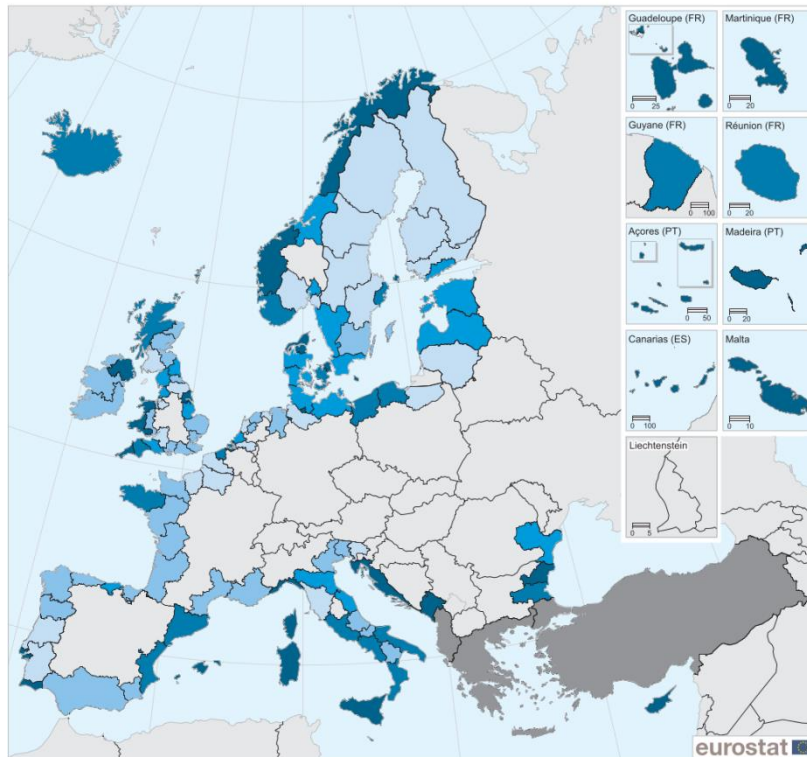 Guadeloupe (FR)
0 25
Martinique (FR)
0 20
Guyane (FR)
0 100
Réunion (FR)
0 20
Açores (PT)
0 50
Madeira (PT)
0 20
Canarias (ES)
0 100
Malta
0 10
Liechtenstein
0 5
eurostat